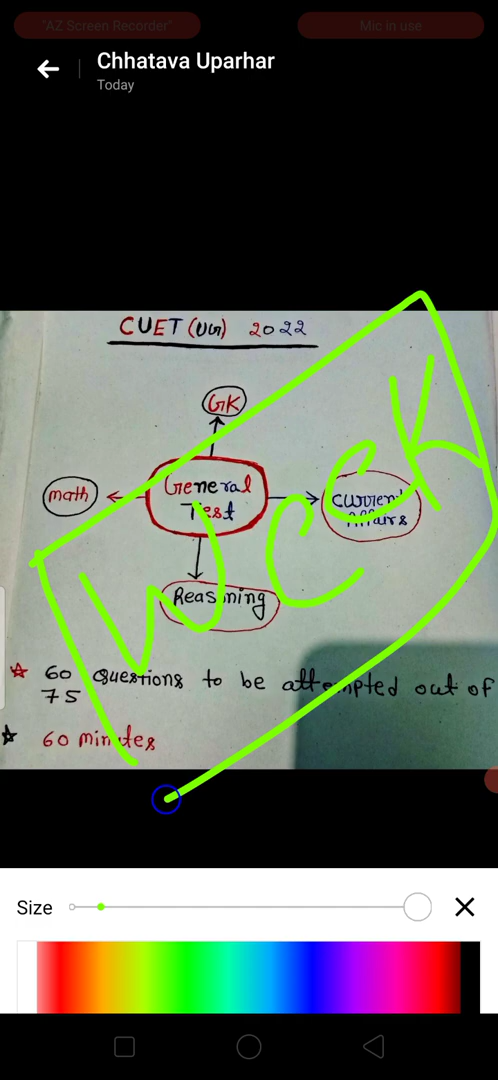 "AZ Screen Recorder"
Mic in use
Chhatava Uparhar
Today
CUET (UG) 2022
GK
math
General
Test
Current
Affairs
Reasoning
☆ 60 questions to be attempted out of
75
☆ 60 minutes
WCCK
Size